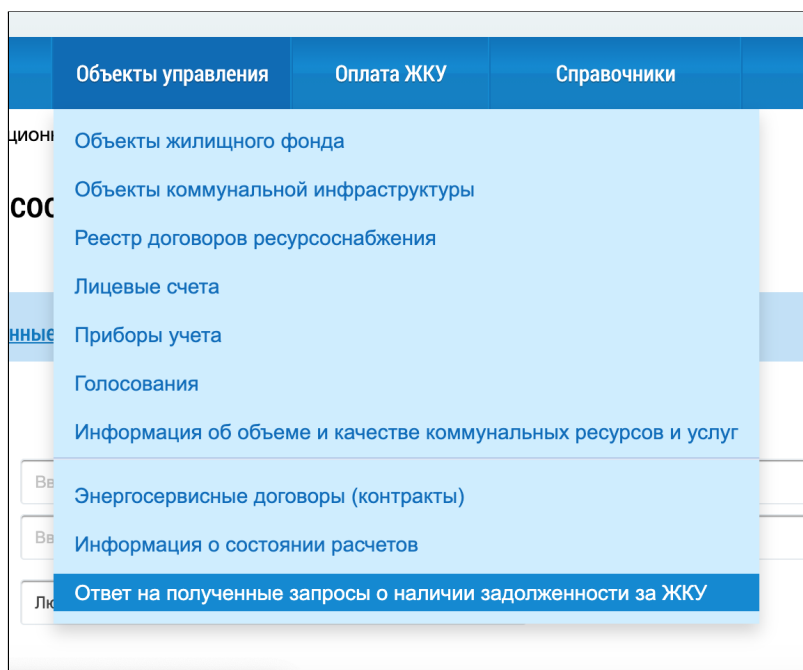 Объекты управления
Оплата ЖКУ
Справочники
Объекты жилищного фонда
Объекты коммунальной инфраструктуры
Реестр договоров ресурсоснабжения
Лицевые счета
Приборы учета
Голосования
Информация об объеме и качестве коммунальных ресурсов и услуг
Энергосервисные договоры (контракты)
Информация о состоянии расчетов
Ответ на полученные запросы о наличии задолженности за ЖКУ